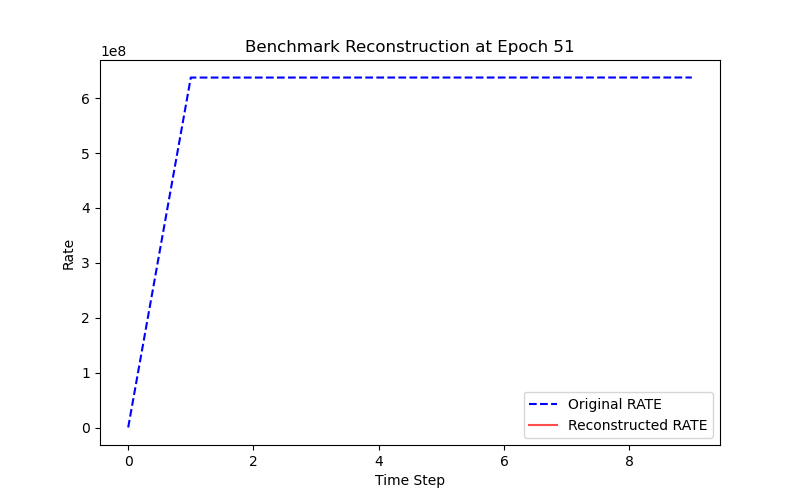 Benchmark Reconstruction at Epoch 51
1e8
6
5
4
3
2
1
0
Rate
0 2 4 6 8
Time Step
Original RATE
Reconstructed RATE